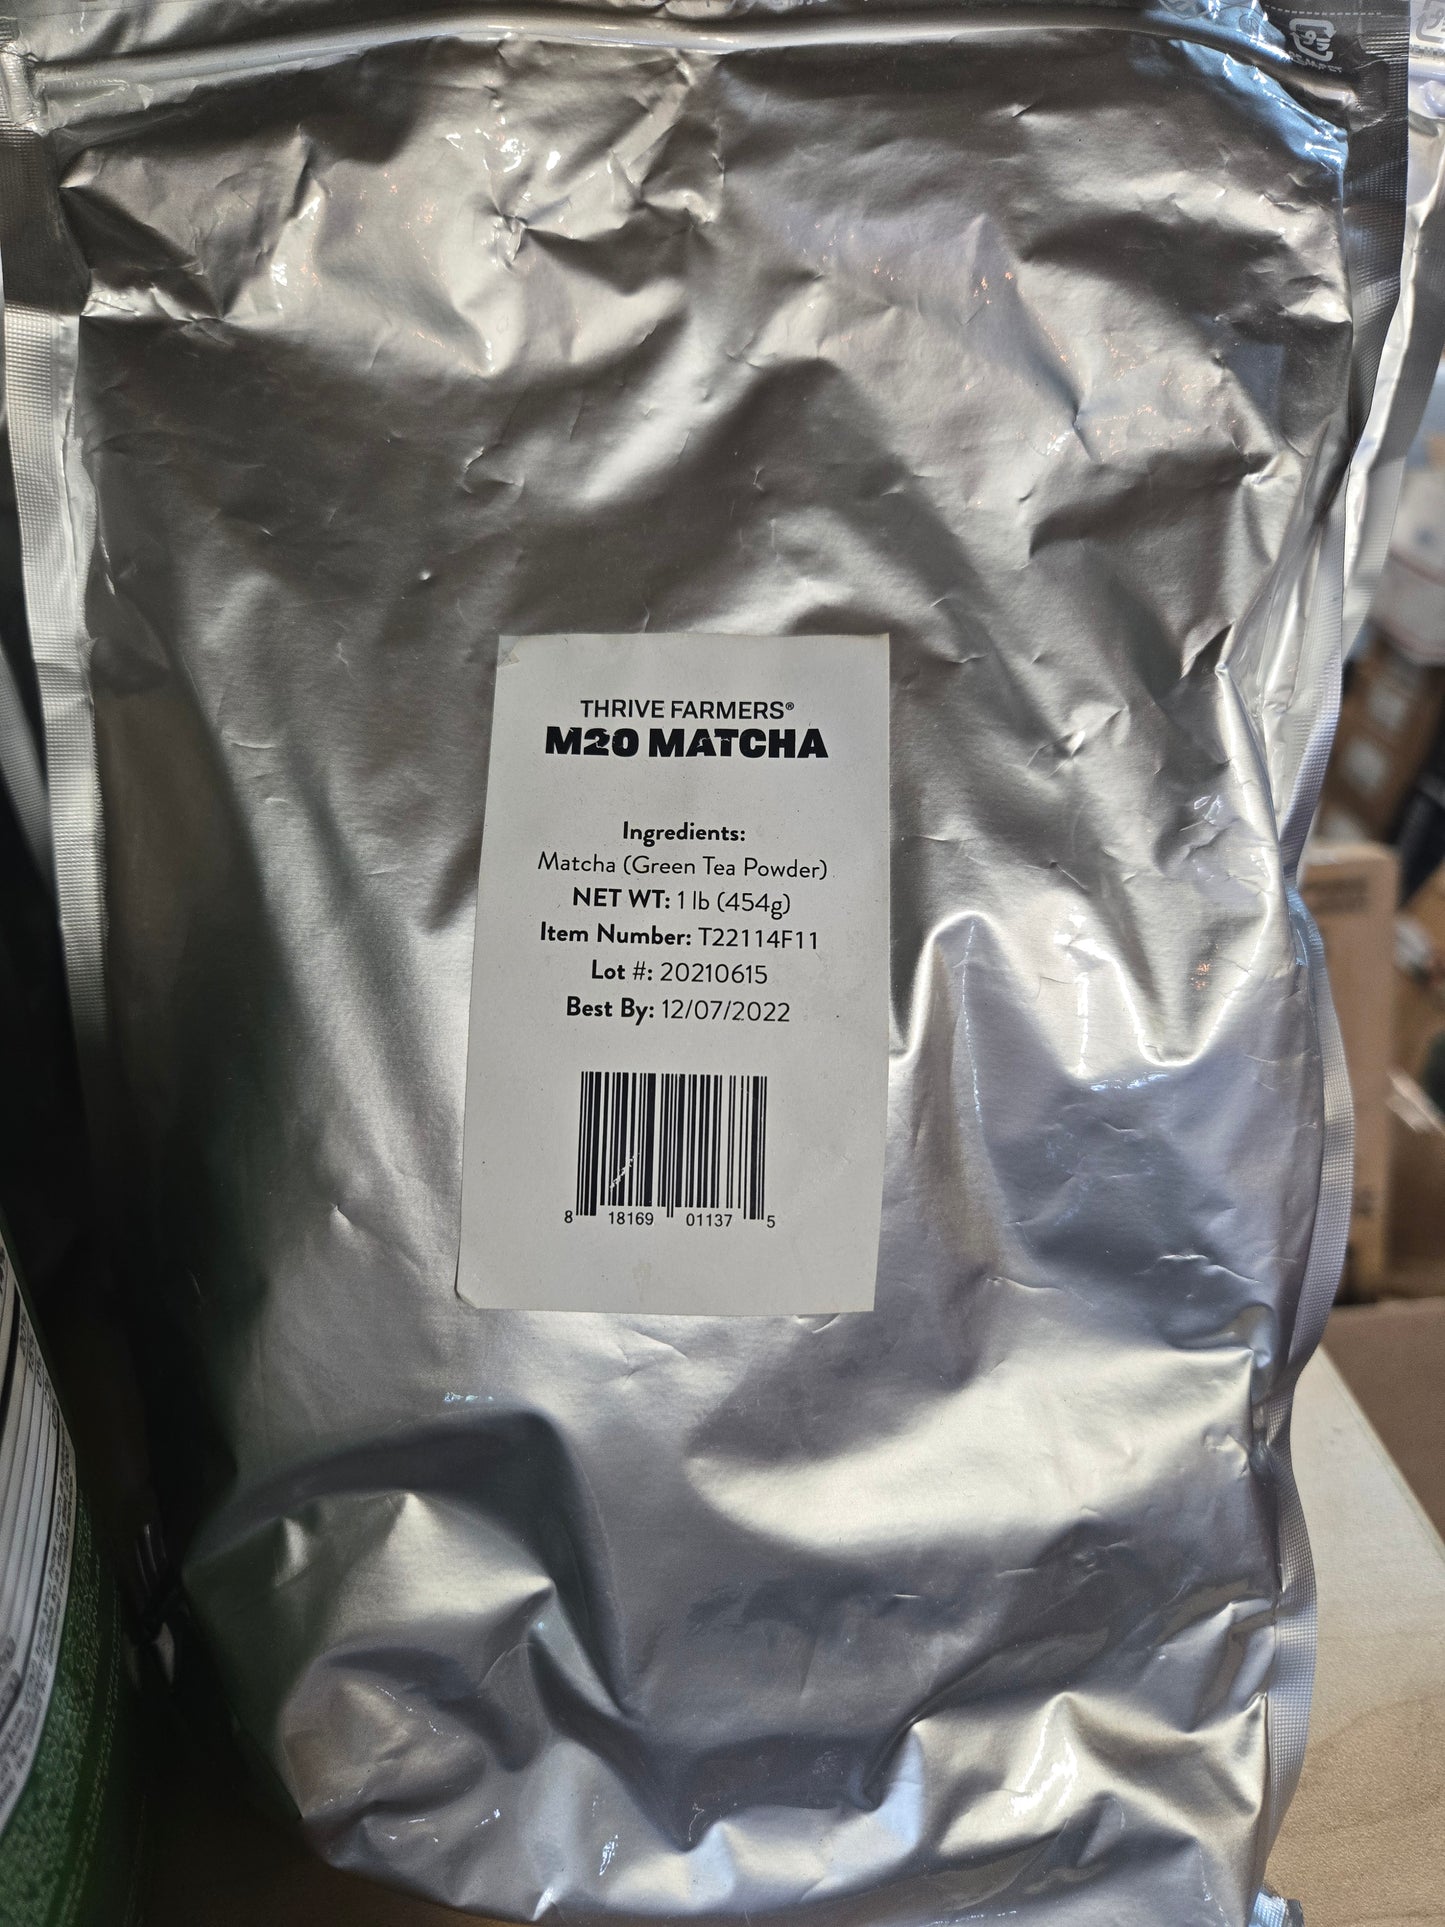 THRIVE FARMERS®
M20 MATCHA
Ingredients:
Matcha (Green Tea Powder)
NET WT: 1 lb (454g)
Item Number: T22114F11
Lot #: 20210615
Best By: 12/07/2022
8 18169 01137 5